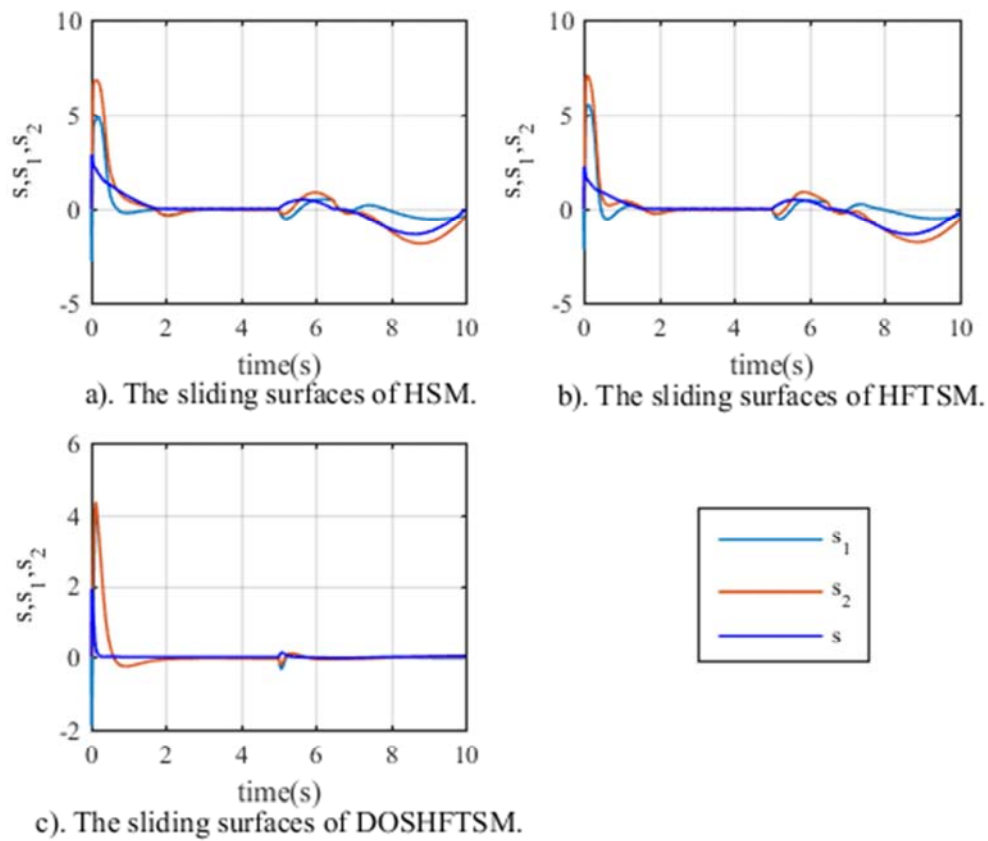 10
5
0
-5
s,s1,s2
0 2 4 6 8 10
time(s)
a). The sliding surfaces of HSM.
10
5
0
-5
s,s1,s2
0 2 4 6 8 10
time(s)
b). The sliding surfaces of HFTSM.
6
4
2
0
-2
s,s1,s2
0 2 4 6 8 10
time(s)
c). The sliding surfaces of DOSHFTSM.
s1
s2
s